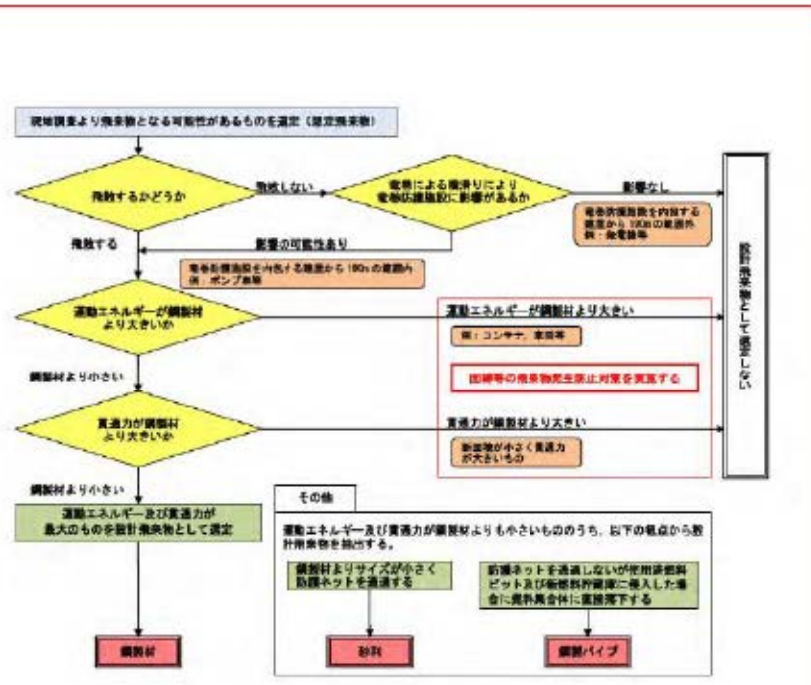 現地調査より飛来物となる可能性があるものを選定（想定飛来物）
飛散するかどうか
飛散しない
竜巻による横滑りにより
竜巻防護施設に影響があるか
影響なし
竜巻防護施設を内包する
建屋から190mの範囲外
例：発電機等
飛散する
影響の可能性あり
竜巻防護施設を内包する建屋から190mの範囲内
例：ポンプ車等
設計飛来物として選定しない
運動エネルギーが鋼製材
より大きいか
運動エネルギーが鋼製材より大きい
例：コンテナ、車両等
固縛等の飛来物発生防止対策を実施する
鋼製材より小さい
貫通力が鋼製材
より大きいか
貫通力が鋼製材より大きい
断面積が小さく貫通力
が大きいもの
鋼製材より小さい
運動エネルギー及び貫通力が
最大のものを設計飛来物として選定
その他
運動エネルギー及び貫通力が鋼製材よりも小さいもののうち、以下の観点から設
計飛来物を抽出する。
鋼製材よりサイズが小さく
防護ネットを通過する
防護ネットを通過しないが使用済燃料
ピット及び新燃料貯蔵庫に侵入した場
合に燃料集合体に直接落下する
鋼製材
砂利
鋼製パイプ